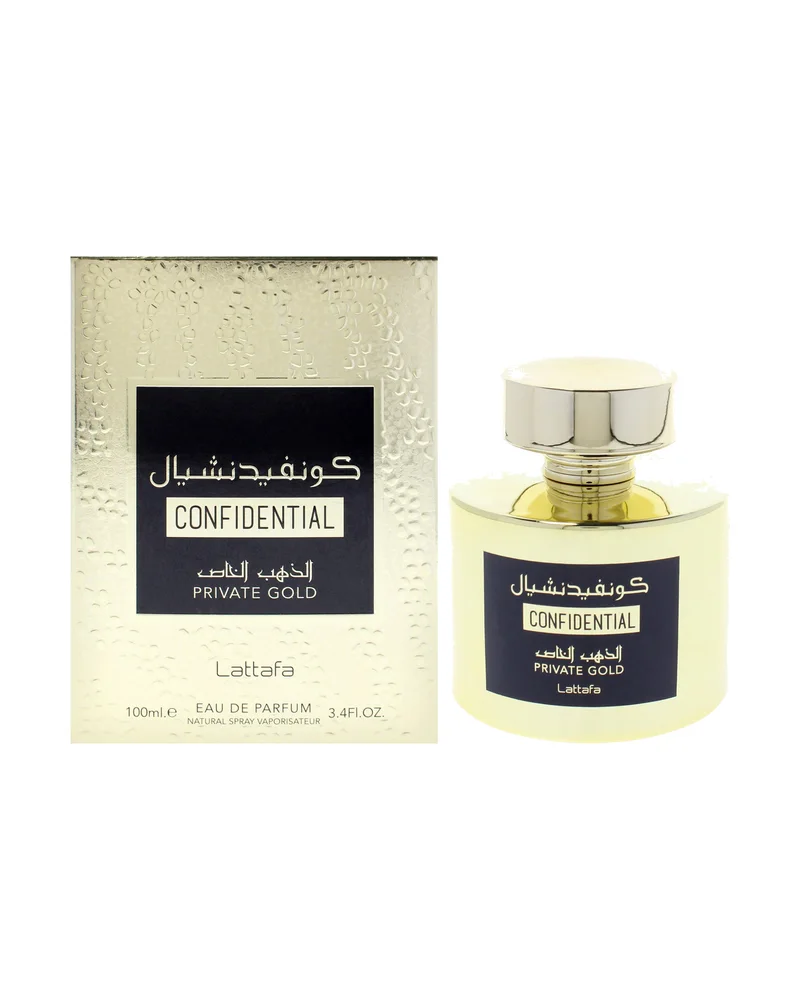 كونفيدنشيال
CONFIDENTIAL
الذهب الخاص
PRIVATE GOLD
Lattafa
100ml.e EAU DE PARFUM 3.4FL.OZ.
NATURAL SPRAY VAPORISATEUR
كونفيدنشيال
CONFIDENTIAL
الذهب الخاص
PRIVATE GOLD
Lattafa